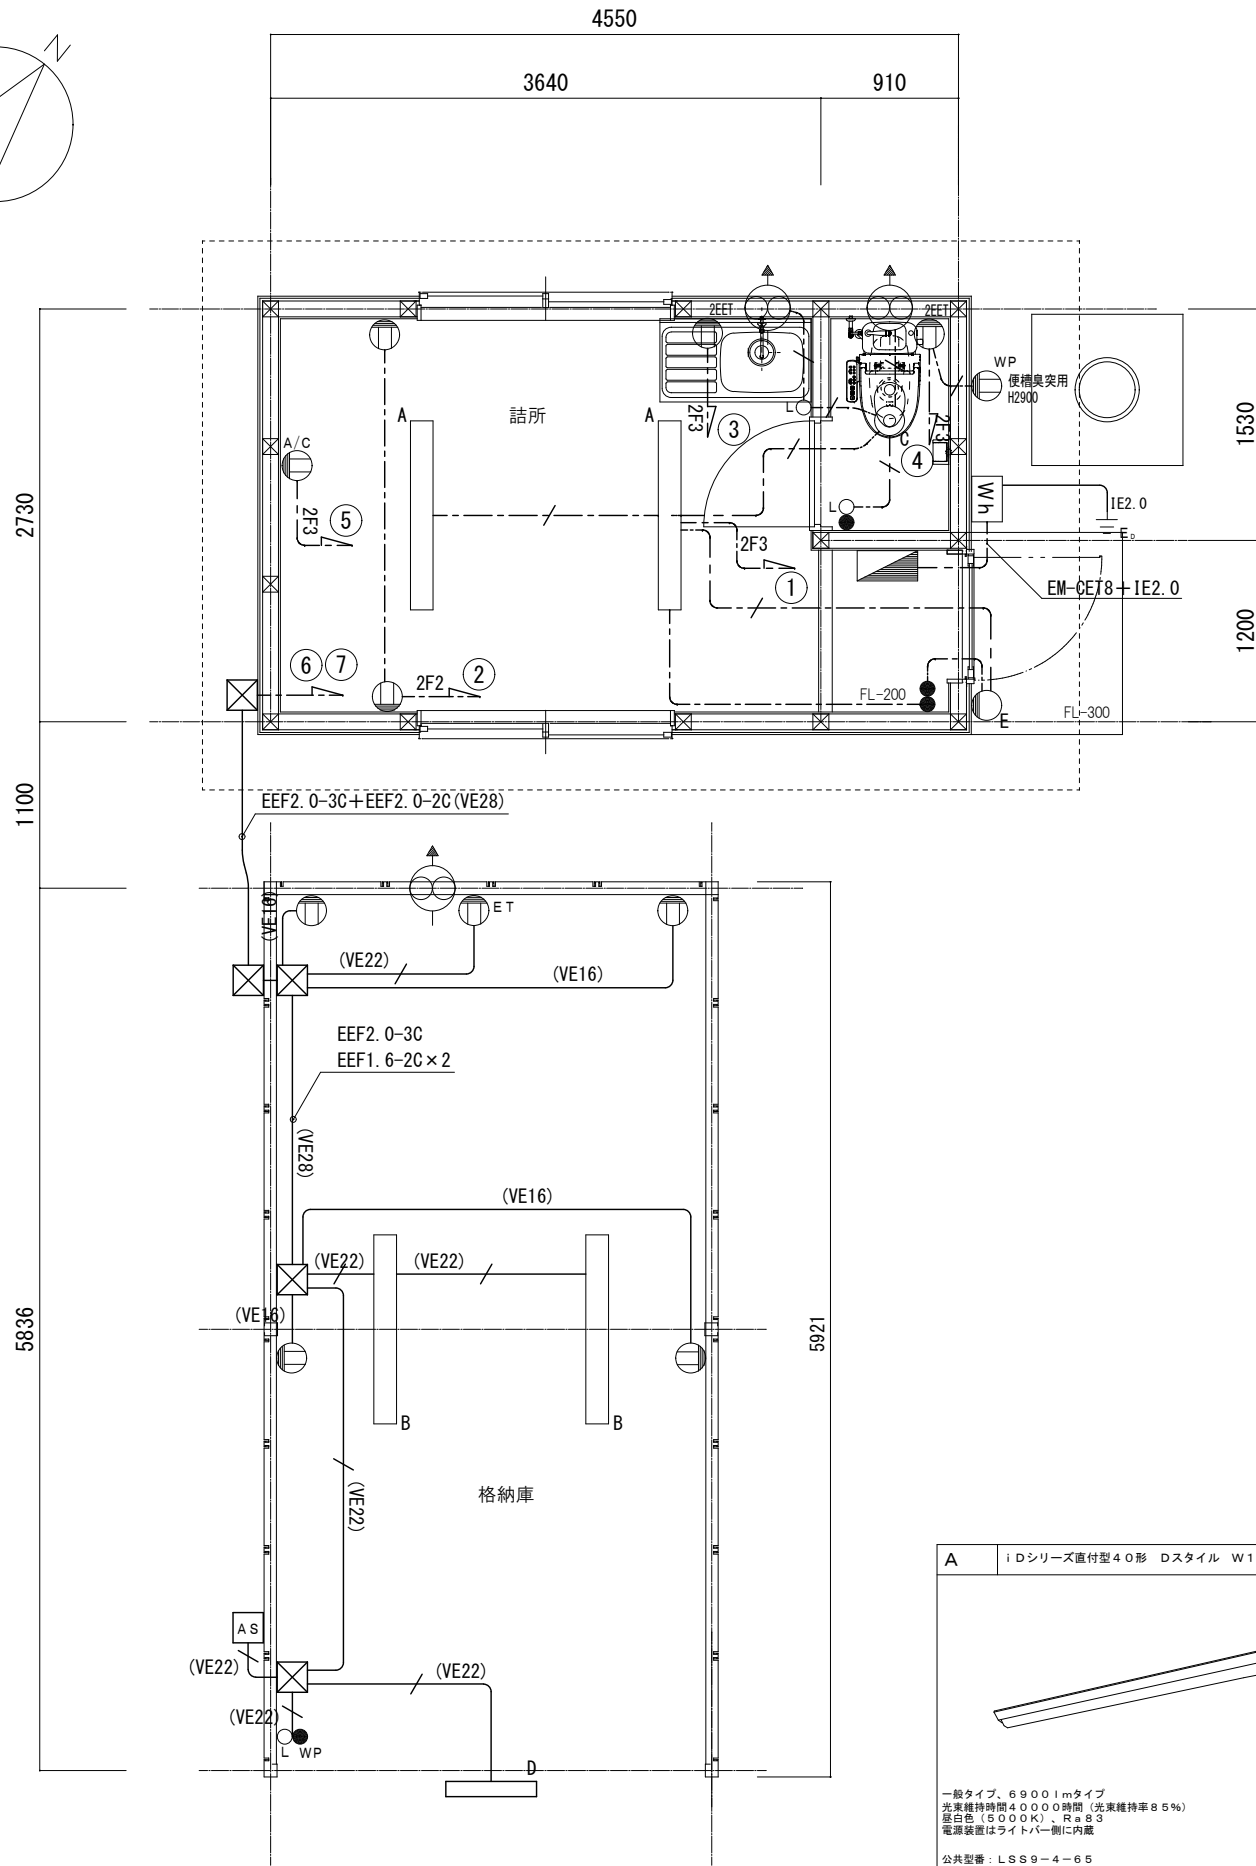 4550
3640
910
N
2EET
2EET
WP
便槽臭突用
H2900
A
詰所
A
L
2F3
③
C
2F3
④
1530
2730
A/C
2F3
⑤
L
Wh
IE2.0
ED
2F3
①
EM-CET8+IE2.0
1200
⑥ ⑦
2F2
②
FL-200
E
FL-300
1100
EEF2.0-3C+EEF2.0-2C(VE28)
(VE16)
ET
(VE22)
(VE16)
EEF2.0-3C
EEF1.6-2C×2
(VE28)
(VE16)
(VE22)
(VE22)
(VE16)
5836
5921
B
B
(VE22)
格納庫
AS
(VE22)
(VE22)
(VE22)
L WP
D
A
iDシリーズ直付型40形 Dスタイル W1
一般タイプ、6900lmタイプ
光束維持時間40000時間(光束維持率85%)
昼白色(5000K)、Ra83
電源装置はライトバー側に内蔵
公共型番:LSS9-4-65